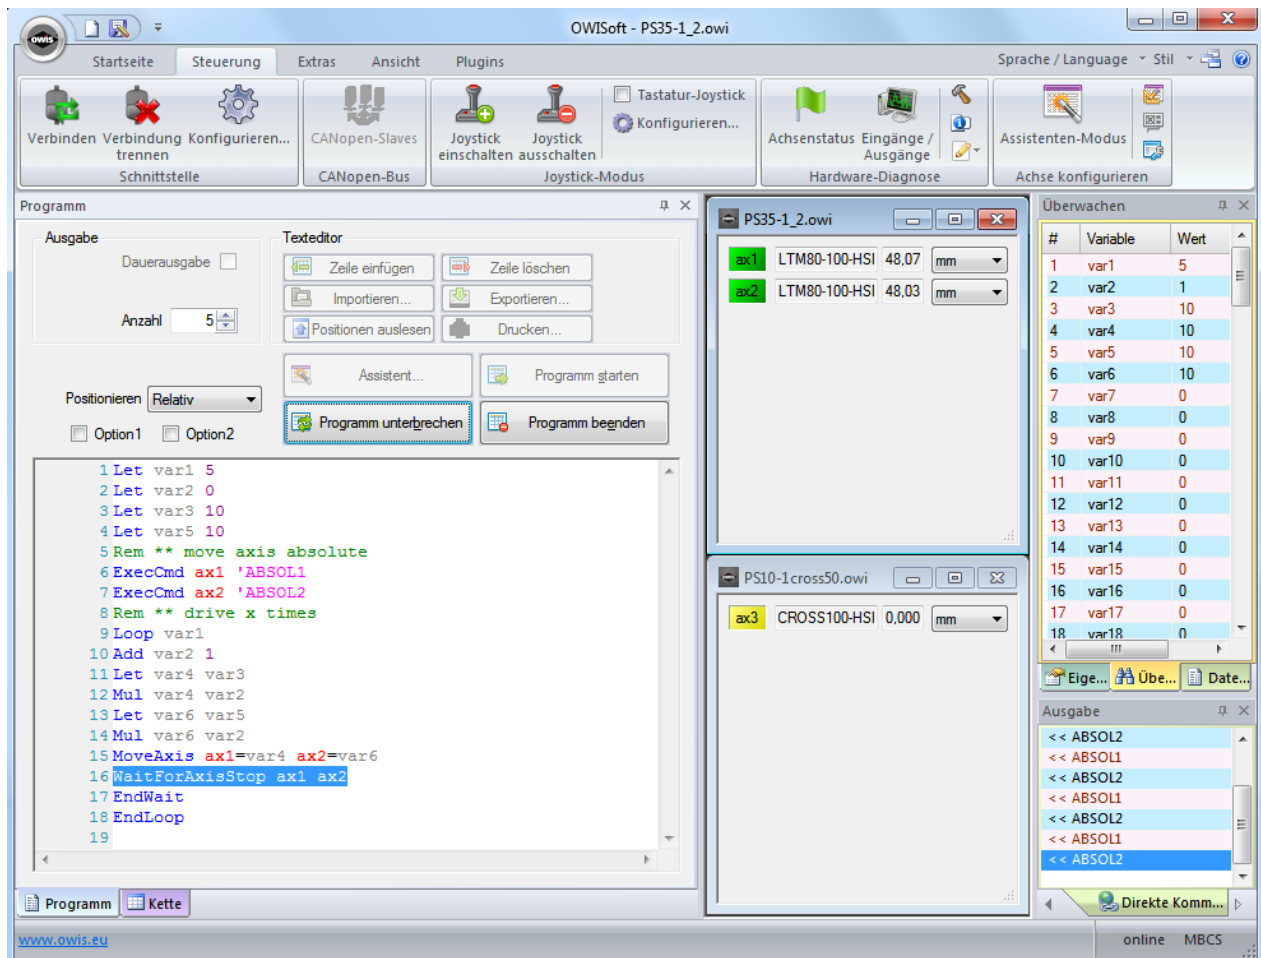 OWISoft - PS35-1_2.owi
owis
Startseite Steuerung Extras Ansicht Plugins Sprache / Language Stil
Verbinden
Verbindung trennen
Konfigurieren...
Schnittstelle
CANopen-Slaves
CANopen-Bus
Joystick einschalten
Joystick ausschalten
Tastatur-Joystick
Konfigurieren...
Joystick-Modus
Achsenstatus
Eingänge / Ausgänge
Hardware-Diagnose
Assistenten-Modus
Achse konfigurieren
Programm
Ausgabe
Dauerausgabe
Anzahl 5
Texteditor
Zeile einfügen Zeile löschen
Importieren... Exportieren...
Positionen auslesen Drucken...
Assistent... Programm starten
Positionieren Relativ
Programm unterbrechen Programm beenden
Option1 Option2
1 Let var1 5
2 Let var2 0
3 Let var3 10
4 Let var5 10
5 Rem ** move axis absolute
6 ExecCmd ax1 'ABSOL1
7 ExecCmd ax2 'ABSOL2
8 Rem ** drive x times
9 Loop var1
10 Add var2 1
11 Let var4 var3
12 Mul var4 var2
13 Let var6 var5
14 Mul var6 var2
15 MoveAxis ax1=var4 ax2=var6
16 WaitForAxisStop ax1 ax2
17 EndWait
18 EndLoop
19
Programm Kette
PS35-1_2.owi
ax1 LTM80-100-HSI 48,07 mm
ax2 LTM80-100-HSI 48,03 mm
PS10-1cross50.owi
ax3 CROSS100-HSI 0,000 mm
Überwachen
# Variable Wert
1 var1 5
2 var2 1
3 var3 10
4 var4 10
5 var5 10
6 var6 10
7 var7 0
8 var8 0
9 var9 0
10 var10 0
11 var11 0
12 var12 0
13 var13 0
14 var14 0
15 var15 0
16 var16 0
17 var17 0
18 var18 0
Eige... Übe... Date...
Ausgabe
<< ABSOL2
<< ABSOL1
<< ABSOL2
<< ABSOL1
<< ABSOL2
<< ABSOL1
<< ABSOL2
Direkte Komm...
www.owis.eu
online MBCS